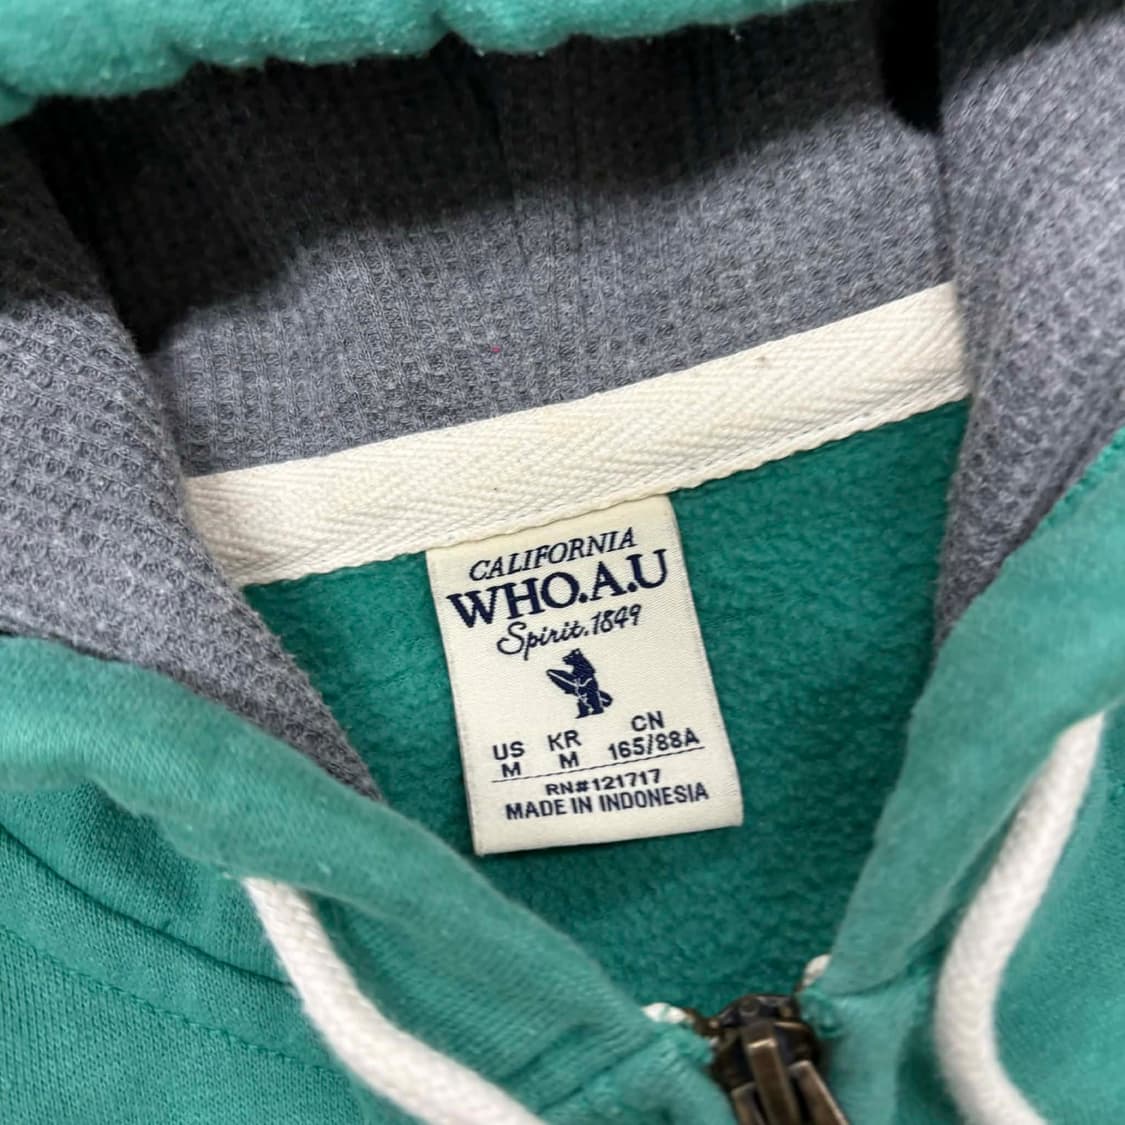 CALIFORNIA
WHO.A.U
Spirit.1849
US KR CN
M M 165/88A
RN#121717
MADE IN INDONESIA